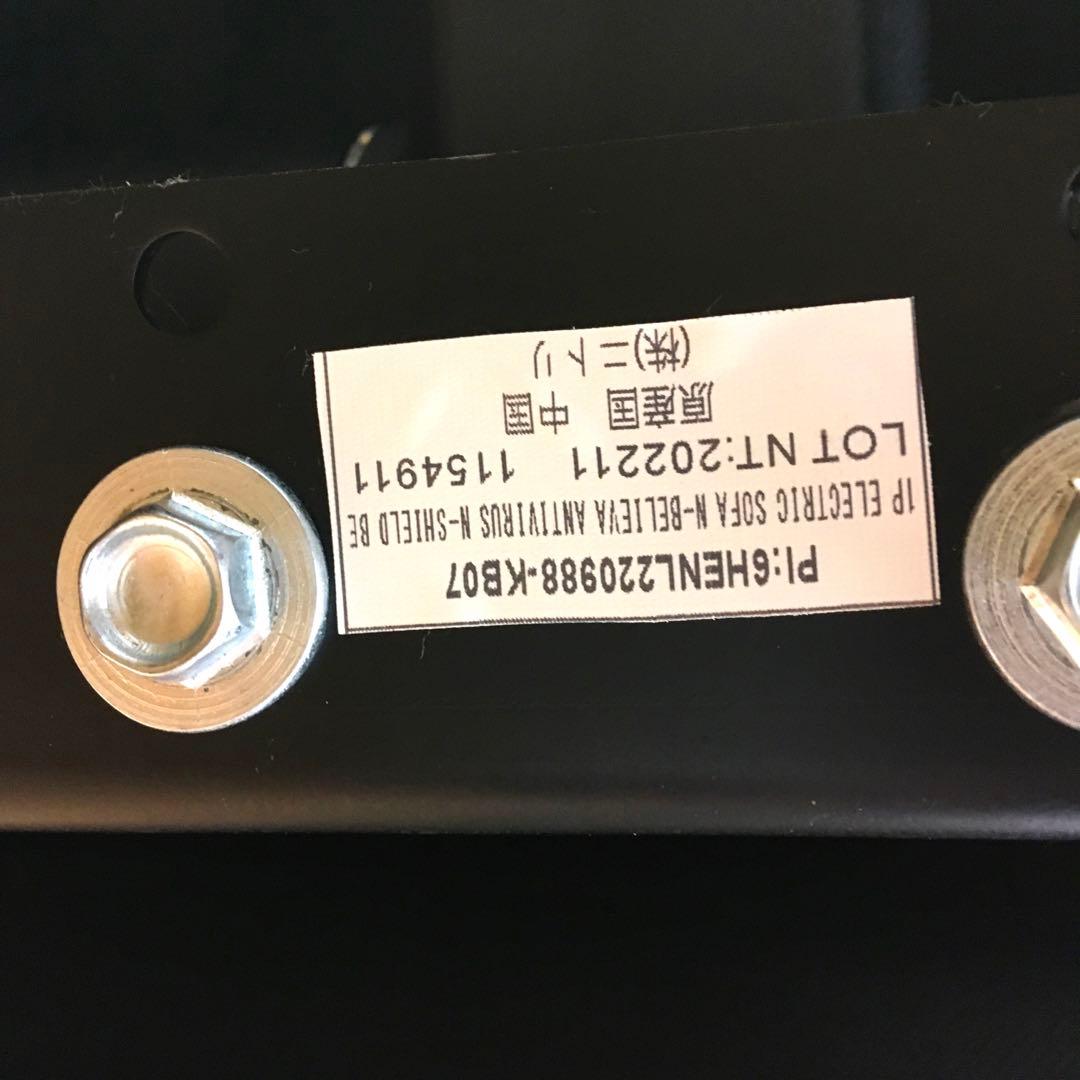 PI:6HENL220988-KB07
1P ELECTRIC SOFA N-BELIEVA ANTIVIRUS N-SHIELD BE
LOT NT:202211 1154911
原産国 中国
(株)ニトリ